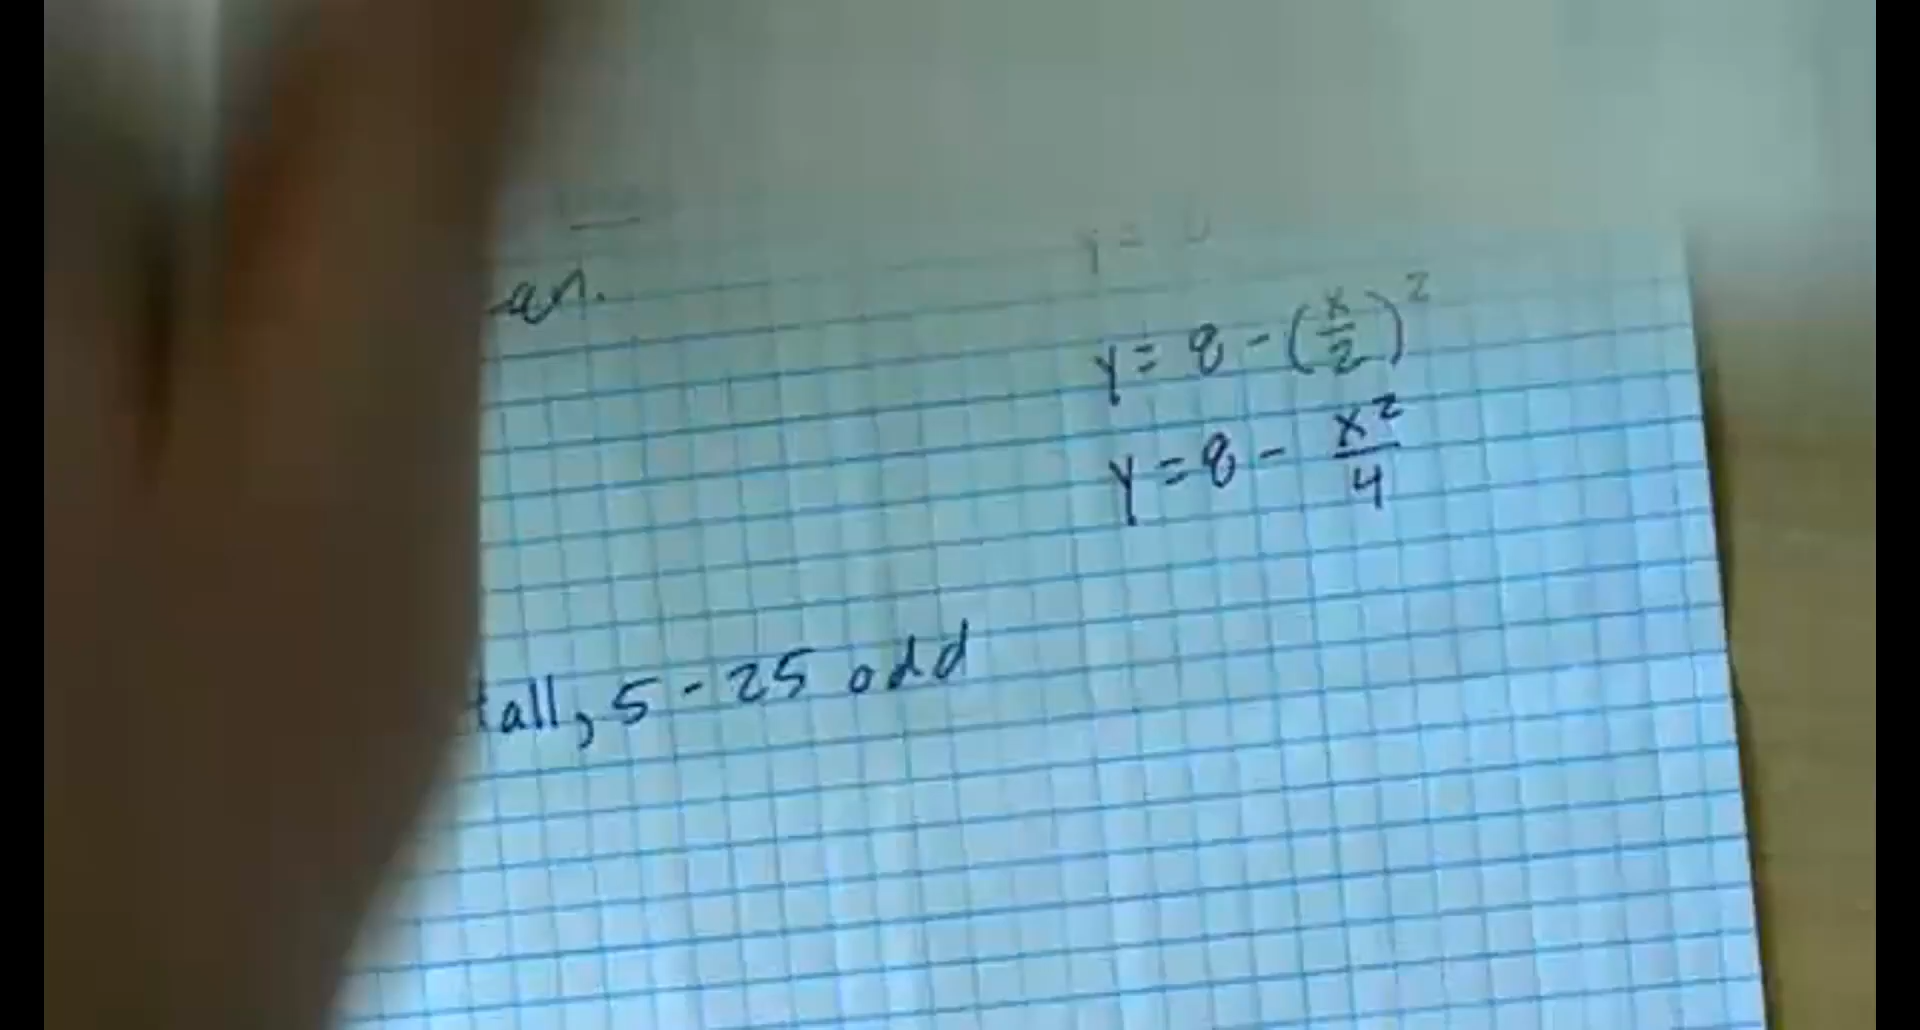 an.
y = 8 - (x/2)²
y = 8 - x²/4
all, 5 - 25 odd